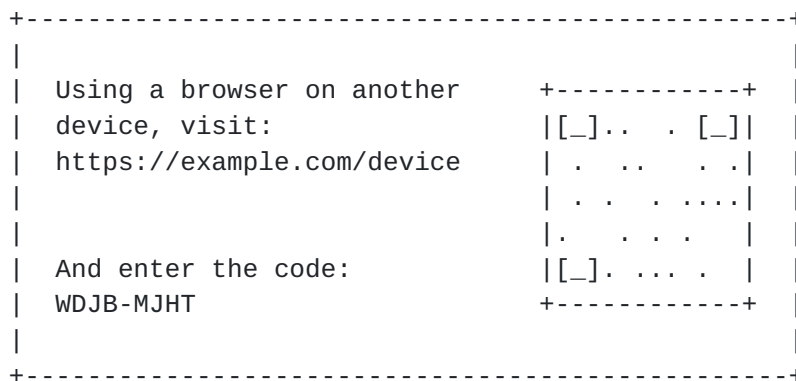 +-------------------------------------------------+
|                                                 |
|  Using a browser on another     +------------+  |
|  device, visit:                 |[_]..  . [_]|  |
|  https://example.com/device     | .  ..   . .|  |
|                                 | . .  . ....|  |
|                                 |.   . . .   |  |
|  And enter the code:            |[_]. ... .  |  |
|  WDJB-MJHT                      +------------+  |
|                                                 |
+-------------------------------------------------+